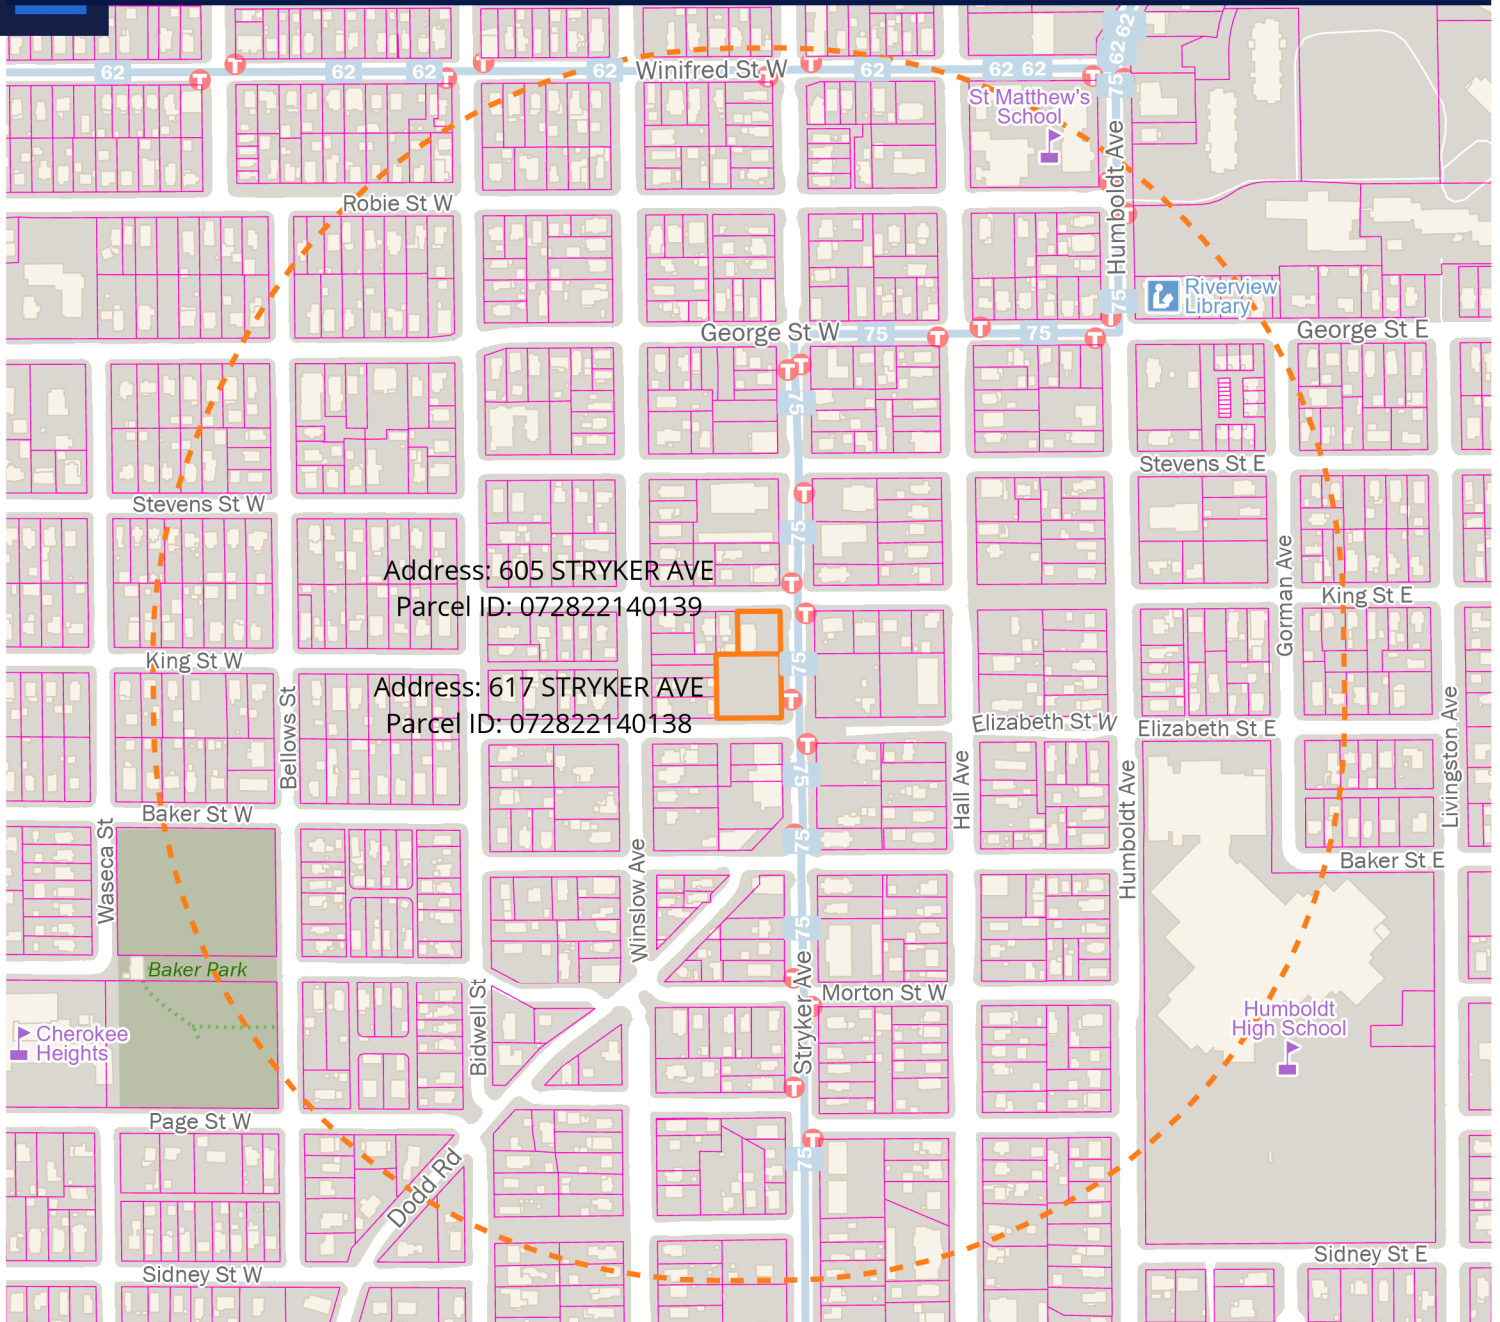 62
62
62
62
62
Winifred St W
62
62
62
62
75
St Matthew's
School
Humboldt Ave
Robie St W
75
Riverview
Library
George St W
75
75
George St E
75
Stevens St E
Stevens St W
75
Gorman Ave
Address: 605 STRYKER AVE
Parcel ID: 072822140139
King St E
King St W
75
Address: 617 STRYKER AVE
Parcel ID: 072822140138
Bellows St
Elizabeth St W
Elizabeth St E
Livingston Ave
75
Hall Ave
Humboldt Ave
Baker St W
75
Waseca St
Winslow Ave
Baker St E
75
Baker Park
Stryker Ave
Morton St W
Bidwell St
Cherokee
Heights
Humboldt
High School
Page St W
75
Dodd Rd
Sidney St W
Sidney St E